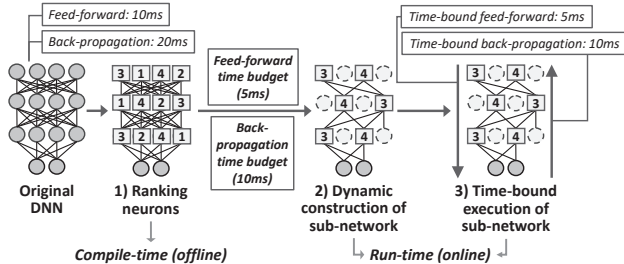 Feed-forward: 10ms
Back-propagation: 20ms
Time-bound feed-forward: 5ms
Time-bound back-propagation: 10ms
Feed-forward
time budget
(5ms)
Back-
propagation
time budget
(10ms)
3 1 4 2
1 4 2 3
3 2 4 1
3 4
4 3
3 4
3 4
4 3
3 4
Original
DNN
1) Ranking
neurons
2) Dynamic
construction of
sub-network
3) Time-bound
execution of
sub-network
Compile-time (offline)
Run-time (online)